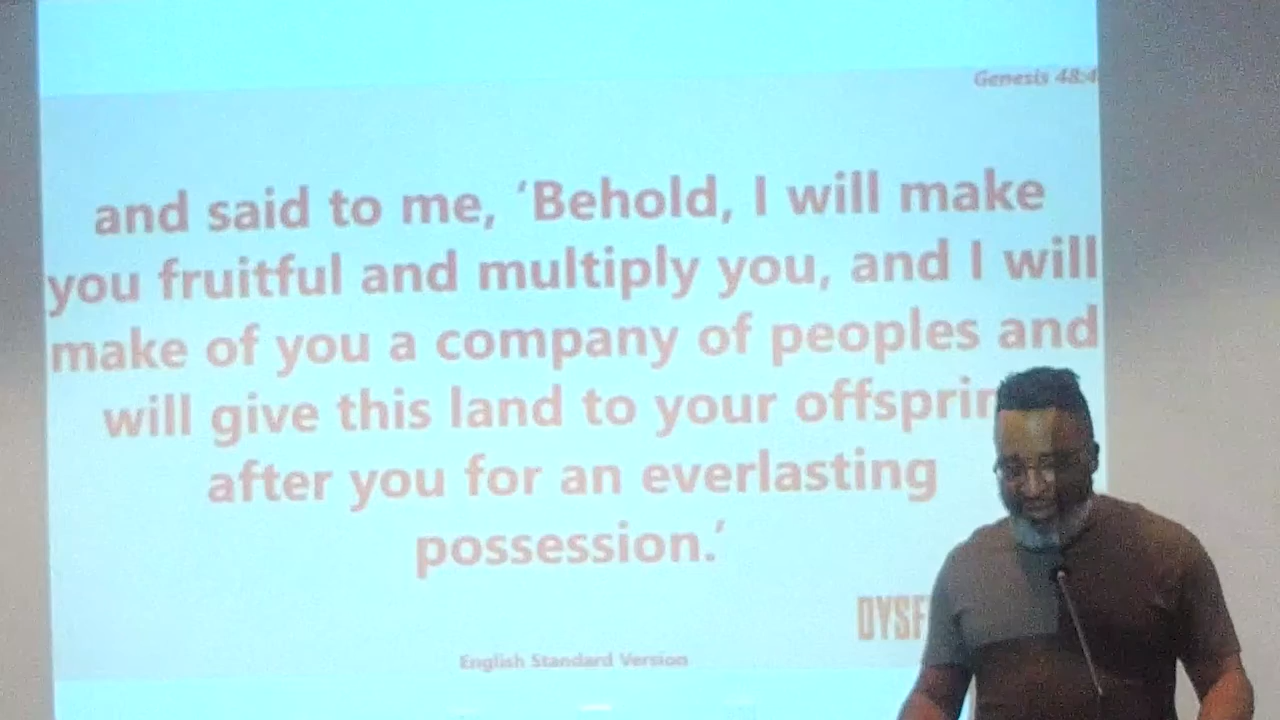 Genesis 48:4
and said to me, ‘Behold, I will make
you fruitful and multiply you, and I will
make of you a company of peoples and
will give this land to your offsprin
after you for an everlasting
possession.’
DYSF
English Standard Version